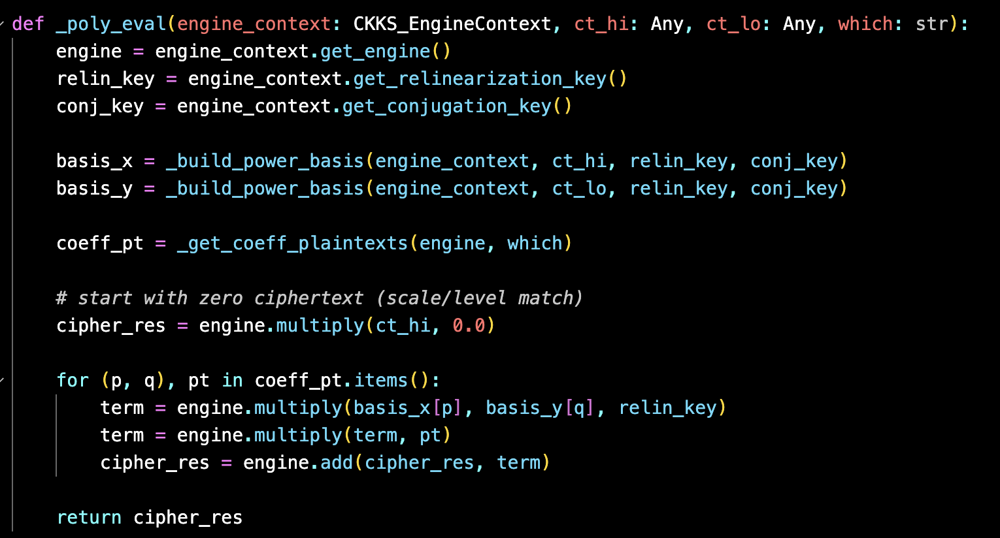 def _poly_eval(engine_context: CKKS_EngineContext, ct_hi: Any, ct_lo: Any, which: str):
    engine = engine_context.get_engine()
    relin_key = engine_context.get_relinearization_key()
    conj_key = engine_context.get_conjugation_key()

    basis_x = _build_power_basis(engine_context, ct_hi, relin_key, conj_key)
    basis_y = _build_power_basis(engine_context, ct_lo, relin_key, conj_key)

    coeff_pt = _get_coeff_plaintexts(engine, which)

    # start with zero ciphertext (scale/level match)
    cipher_res = engine.multiply(ct_hi, 0.0)

    for (p, q), pt in coeff_pt.items():
        term = engine.multiply(basis_x[p], basis_y[q], relin_key)
        term = engine.multiply(term, pt)
        cipher_res = engine.add(cipher_res, term)

    return cipher_res